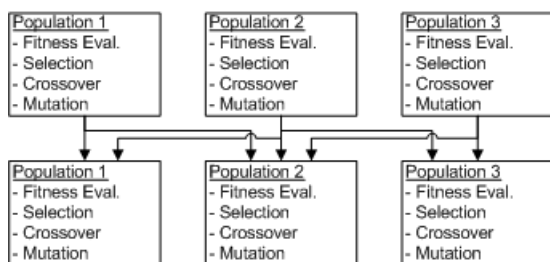 Population 1
- Fitness Eval.
- Selection
- Crossover
- Mutation
Population 2
- Fitness Eval.
- Selection
- Crossover
- Mutation
Population 3
- Fitness Eval.
- Selection
- Crossover
- Mutation
Population 1
- Fitness Eval.
- Selection
- Crossover
- Mutation
Population 2
- Fitness Eval.
- Selection
- Crossover
- Mutation
Population 3
- Fitness Eval.
- Selection
- Crossover
- Mutation